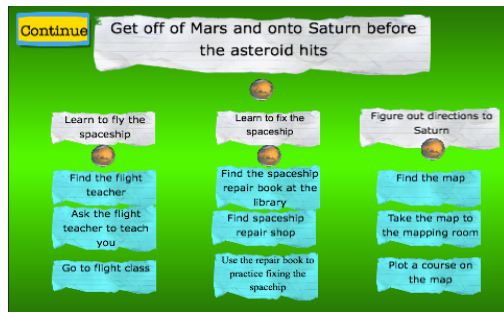 Continue
Get off of Mars and onto Saturn before
the asteroid hits
Learn to fly the
spaceship
Learn to fix the
spaceship
Figure out directions to
Saturn
Find the flight
teacher
Find the spaceship
repair book at the
library
Find the map
Ask the flight
teacher to teach
you
Find spaceship
repair shop
Take the map to
the mapping room
Go to flight class
Use the repair book to
practice fixing the
spaceship
Plot a course on
the map